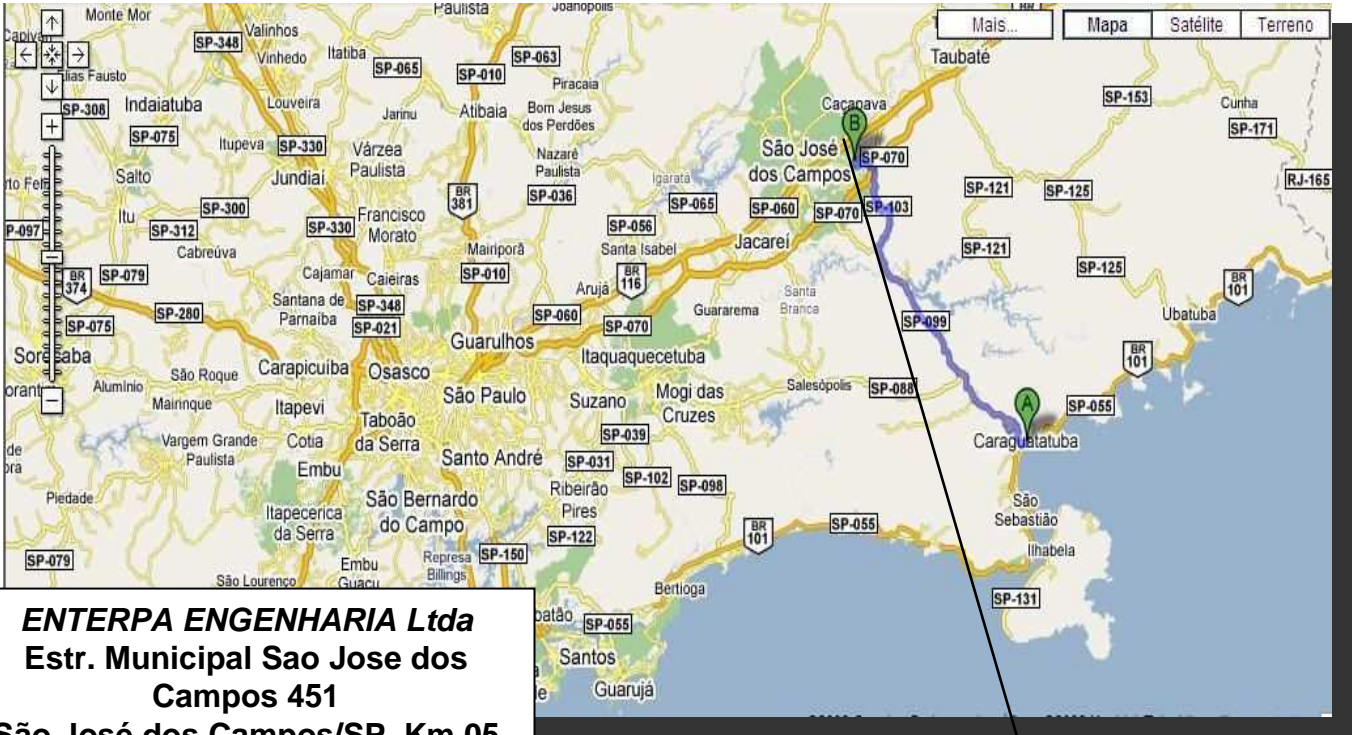 Monte Mor
Paulista
Mais...
Mapa
Satélite
Terreno
Valinhos
SP-348
Vinhedo
Itatiba
SP-065
SP-010
SP-063
Taubaté
Elias Fausto
Piracaia
SP-153
SP-308
Indaiatuba
Louveira
Jarinu
Atibaia
Bom Jesus
dos Perdões
Caçapava
Cunha
SP-171
B
SP-075
Itupeva
SP-330
Várzea
Paulista
Nazaré
Paulista
São José
dos Campos
SP-070
Salto
Jundiaí
Igaratá
RJ-165
BR
381
SP-036
SP-065
SP-060
SP-070
SP-103
SP-121
SP-125
Itu
SP-300
SP-097
SP-312
SP-330
Francisco
Morato
SP-056
Cabreúva
Mairiporã
Santa Isabel
Jacareí
SP-121
SP-125
BR
374
SP-079
Cajamar
Caieiras
SP-010
BR
116
Arujá
BR
101
Santana de
Parnaíba
SP-348
Santa
Branca
Guararema
SP-280
SP-021
SP-060
SP-070
SP-099
Ubatuba
SP-075
Sorocaba
Guarulhos
Itaquaquecetuba
BR
101
São Roque
Carapicuíba
Osasco
Alumínio
Mairinque
Itapevi
São Paulo
Suzano
Mogi das
Cruzes
Salesópolis
SP-088
A
SP-055
Taboão
da Serra
Vargem Grande
Paulista
Cotia
Embu
Santo André
SP-039
SP-031
SP-102
SP-098
Caraguatatuba
Piedade
Itapecerica
da Serra
São Bernardo
do Campo
Ribeirão
Pires
São
Sebastião
BR
101
SP-055
SP-122
SP-079
Embu
Guaçu
Represa
Billings
SP-150
Ilhabela
São Lourenço
Bertioga
SP-131
SP-055
Santos
Guarujá
ENTERPA ENGENHARIA Ltda
Estr. Municipal Sao Jose dos
Campos 451
São José dos Campos/SP Km 05